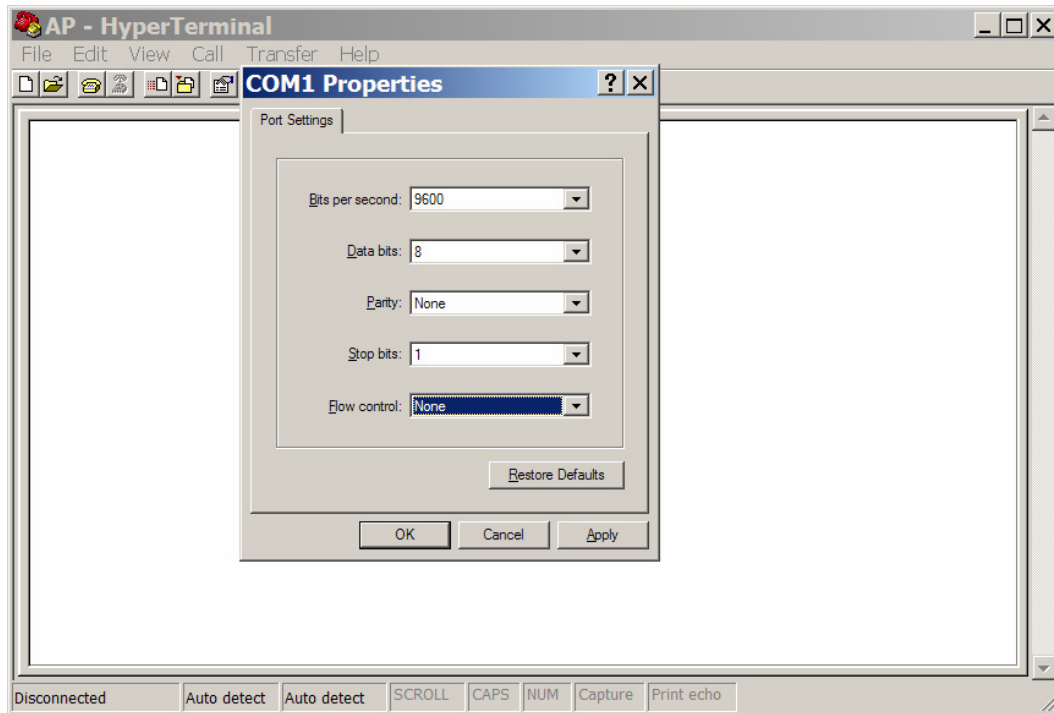 AP - HyperTerminal
File Edit View Call Transfer Help
COM1 Properties
Port Settings
Bits per second: 9600
Data bits: 8
Parity: None
Stop bits: 1
Flow control: None
Restore Defaults
OK Cancel Apply
Disconnected Auto detect Auto detect SCROLL CAPS NUM Capture Print echo